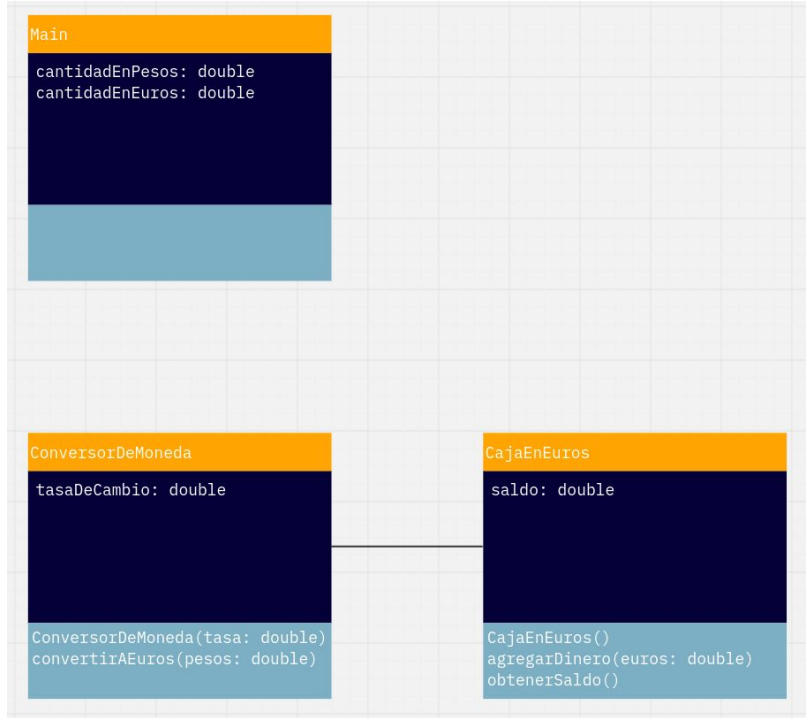 Main
cantidadEnPesos: double
cantidadEnEuros: double
ConversorDeMoneda
tasaDeCambio: double
ConversorDeMoneda(tasa: double)
convertirAEuros(pesos: double)
CajaEnEuros
saldo: double
CajaEnEuros()
agregarDinero(euros: double)
obtenerSaldo()